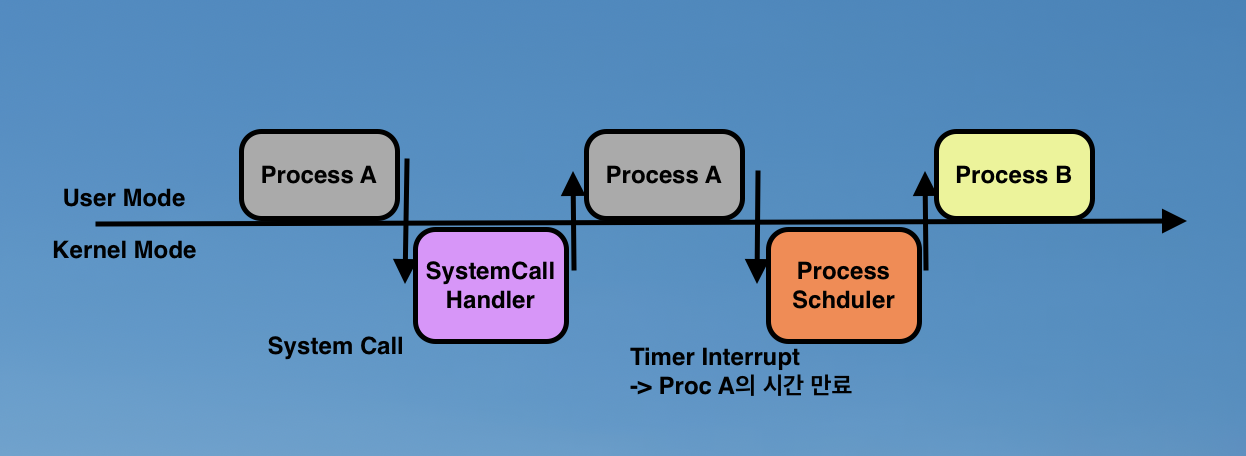 Process A
Process A
Process B
User Mode
Kernel Mode
SystemCall
Handler
Process
Schduler
System Call
Timer Interrupt
-> Proc A의 시간 만료